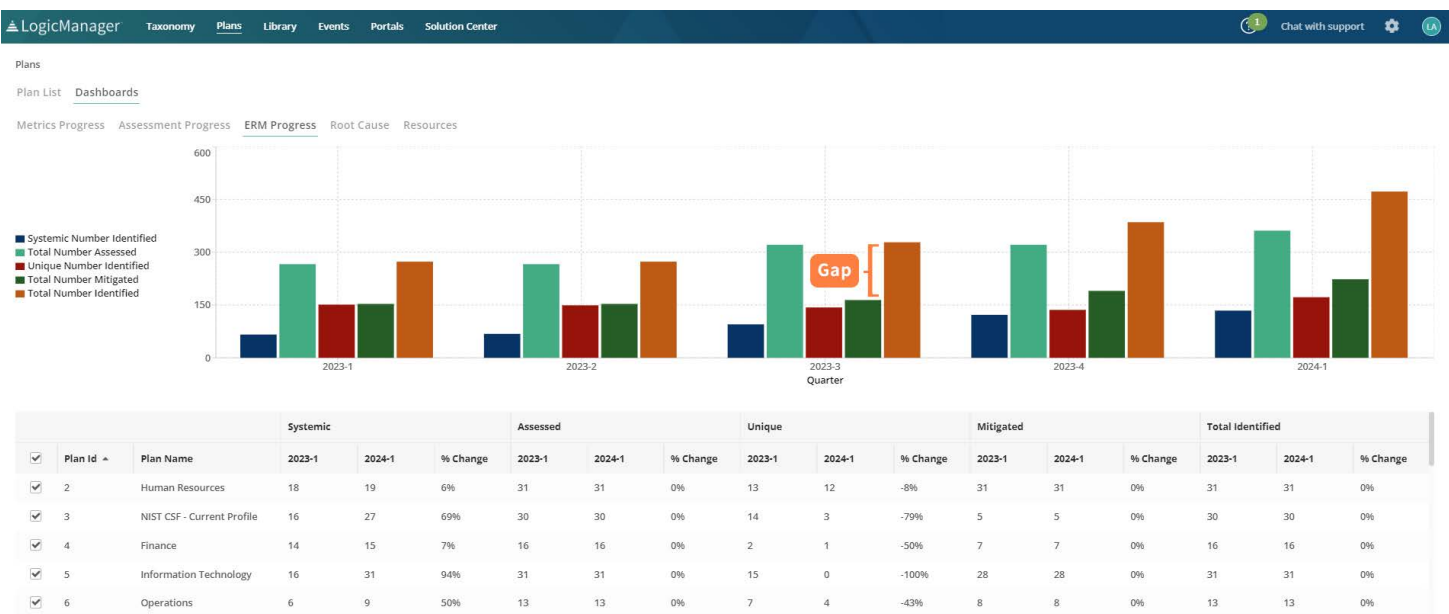 LogicManager Taxonomy Plans Library Events Portals Solution Center 1 Chat with support LA
Plans
Plan List Dashboards
Metrics Progress Assessment Progress ERM Progress Root Cause Resources
600
450
300
150
0
Systemic Number Identified
Total Number Assessed
Unique Number Identified
Total Number Mitigated
Total Number Identified
Gap
2023-1 2023-2 2023-3 2023-4 2024-1
Quarter
Systemic Assessed Unique Mitigated Total Identified
Plan Id Plan Name 2023-1 2024-1 % Change 2023-1 2024-1 % Change 2023-1 2024-1 % Change 2023-1 2024-1 % Change 2023-1 2024-1 % Change
2 Human Resources 18 19 6% 31 31 0% 13 12 -8% 31 31 0% 31 31 0%
3 NIST CSF - Current Profile 16 27 69% 30 30 0% 14 3 -79% 5 5 0% 30 30 0%
4 Finance 14 15 7% 16 16 0% 2 1 -50% 7 7 0% 16 16 0%
5 Information Technology 16 31 94% 31 31 0% 15 0 -100% 28 28 0% 31 31 0%
6 Operations 6 9 50% 13 13 0% 7 4 -43% 8 8 0% 13 13 0%